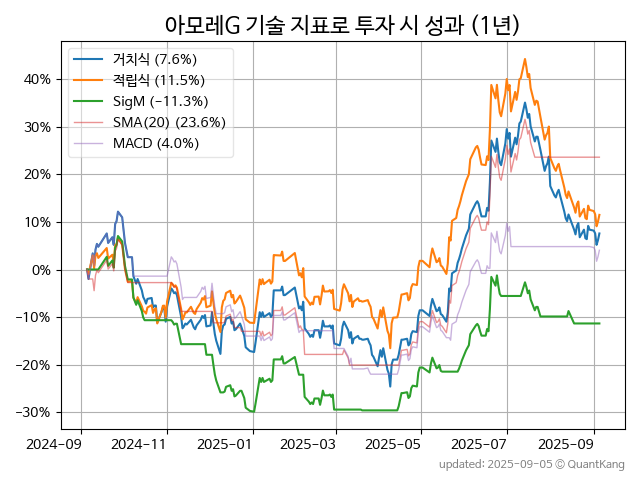 아모레G 기술 지표로 투자 시 성과 (1년)
거치식 (7.6%)
적립식 (11.5%)
SigM (−11.3%)
SMA(20) (23.6%)
MACD (4.0%)
40%
30%
20%
10%
0%
−10%
−20%
−30%
2024−09
2024−11
2025−01
2025−03
2025−05
2025−07
2025−09
updated: 2025−09−05 © QuantKang